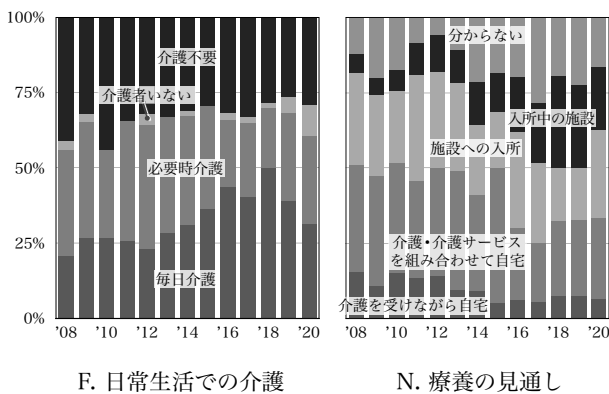 100%
75%
50%
25%
0%
介護不要
介護者いない
必要時介護
毎日介護
'08 '10 '12 '14 '16 '18 '20
F. 日常生活での介護
分からない
入所中の施設
施設への入所
介護・介護サービス
を組み合わせて自宅
介護を受けながら自宅
'08 '10 '12 '14 '16 '18 '20
N. 療養の見通し